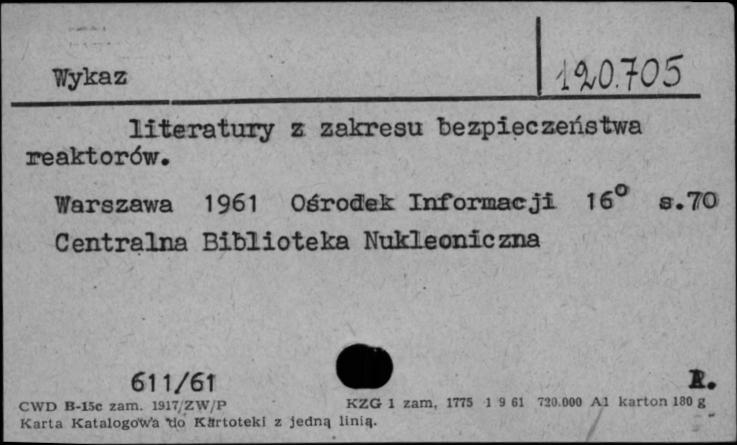 Wykaz
120.705
literatury z zakresu bezpieczeństwa
reaktorów.
Warszawa 1961 Ośrodek Informacji 16° s.70
Centralna Biblioteka Nukleoniczna
611/61
R.
CWD B-15c zam. 1917/ZW/P KZG 1 zam. 1775 1 9 61 720.000 A1 karton 180 g
Karta Katalogowa do Kartoteki z jedną linią.